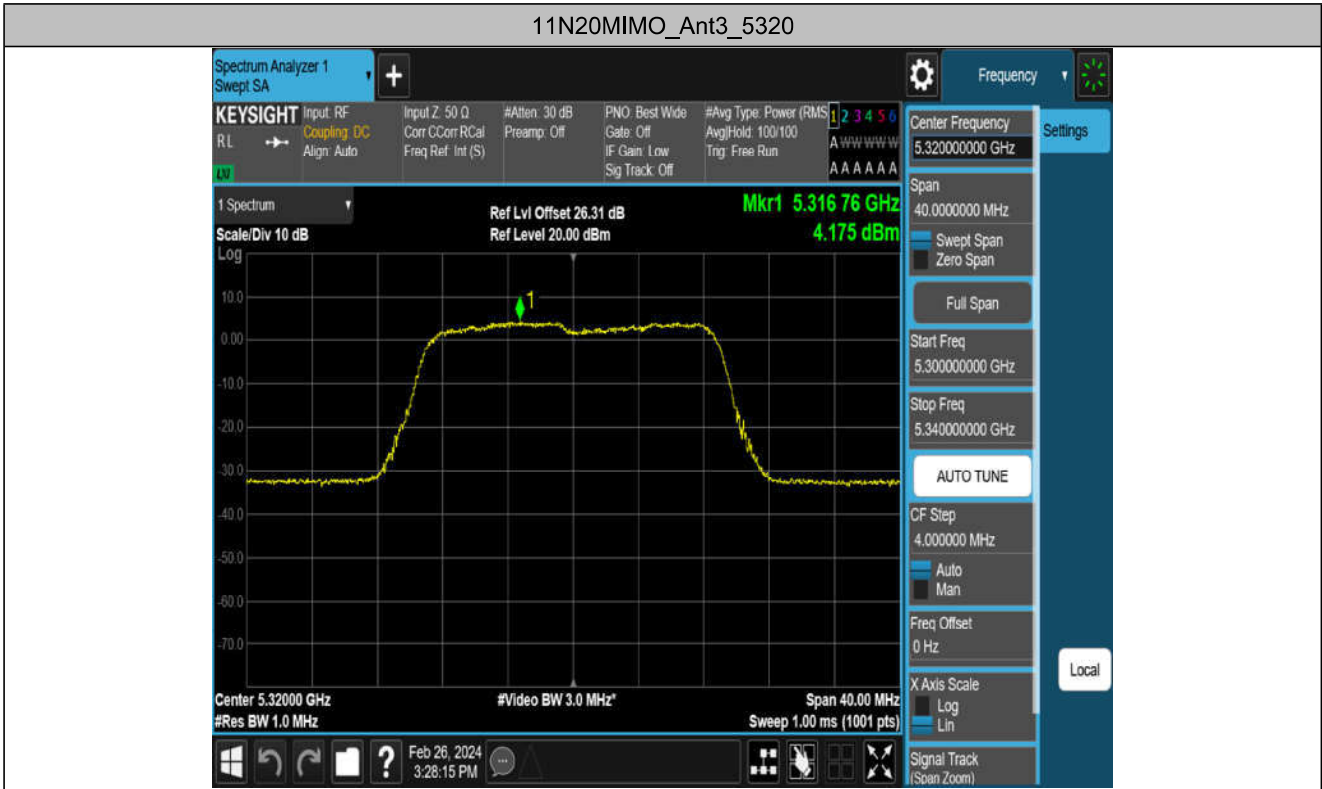 11N20MIMO_Ant3_5320
Spectrum Analyzer 1
Swept SA
+
Frequency
KEYSIGHT
RL
LXI
Input: RF
Coupling: DC
Align: Auto
Input Z: 50 Ω
Corr CCorr RCal
Freq Ref: Int (S)
#Atten: 30 dB
Preamp: Off
PNO: Best Wide
Gate: Off
IF Gain: Low
Sig Track: Off
#Avg Type: Power (RMS
Avg|Hold: 100/100
Trig: Free Run
1 2 3 4 5 6
A W W W W W
A A A A A A
1 Spectrum
Scale/Div 10 dB
Log
Ref Lvl Offset 26.31 dB
Ref Level 20.00 dBm
Mkr1 5.316 76 GHz
4.175 dBm
1
10.0
0.00
-10.0
-20.0
-30.0
-40.0
-50.0
-60.0
-70.0
Center 5.32000 GHz
#Res BW 1.0 MHz
#Video BW 3.0 MHz*
Span 40.00 MHz
Sweep 1.00 ms (1001 pts)
Center Frequency
5.320000000 GHz
Settings
Span
40.0000000 MHz
Swept Span
Zero Span
Full Span
Start Freq
5.300000000 GHz
Stop Freq
5.340000000 GHz
AUTO TUNE
CF Step
4.000000 MHz
Auto
Man
Freq Offset
0 Hz
X Axis Scale
Log
Lin
Local
Signal Track
(Span Zoom)
?
Feb 26, 2024
3:28:15 PM